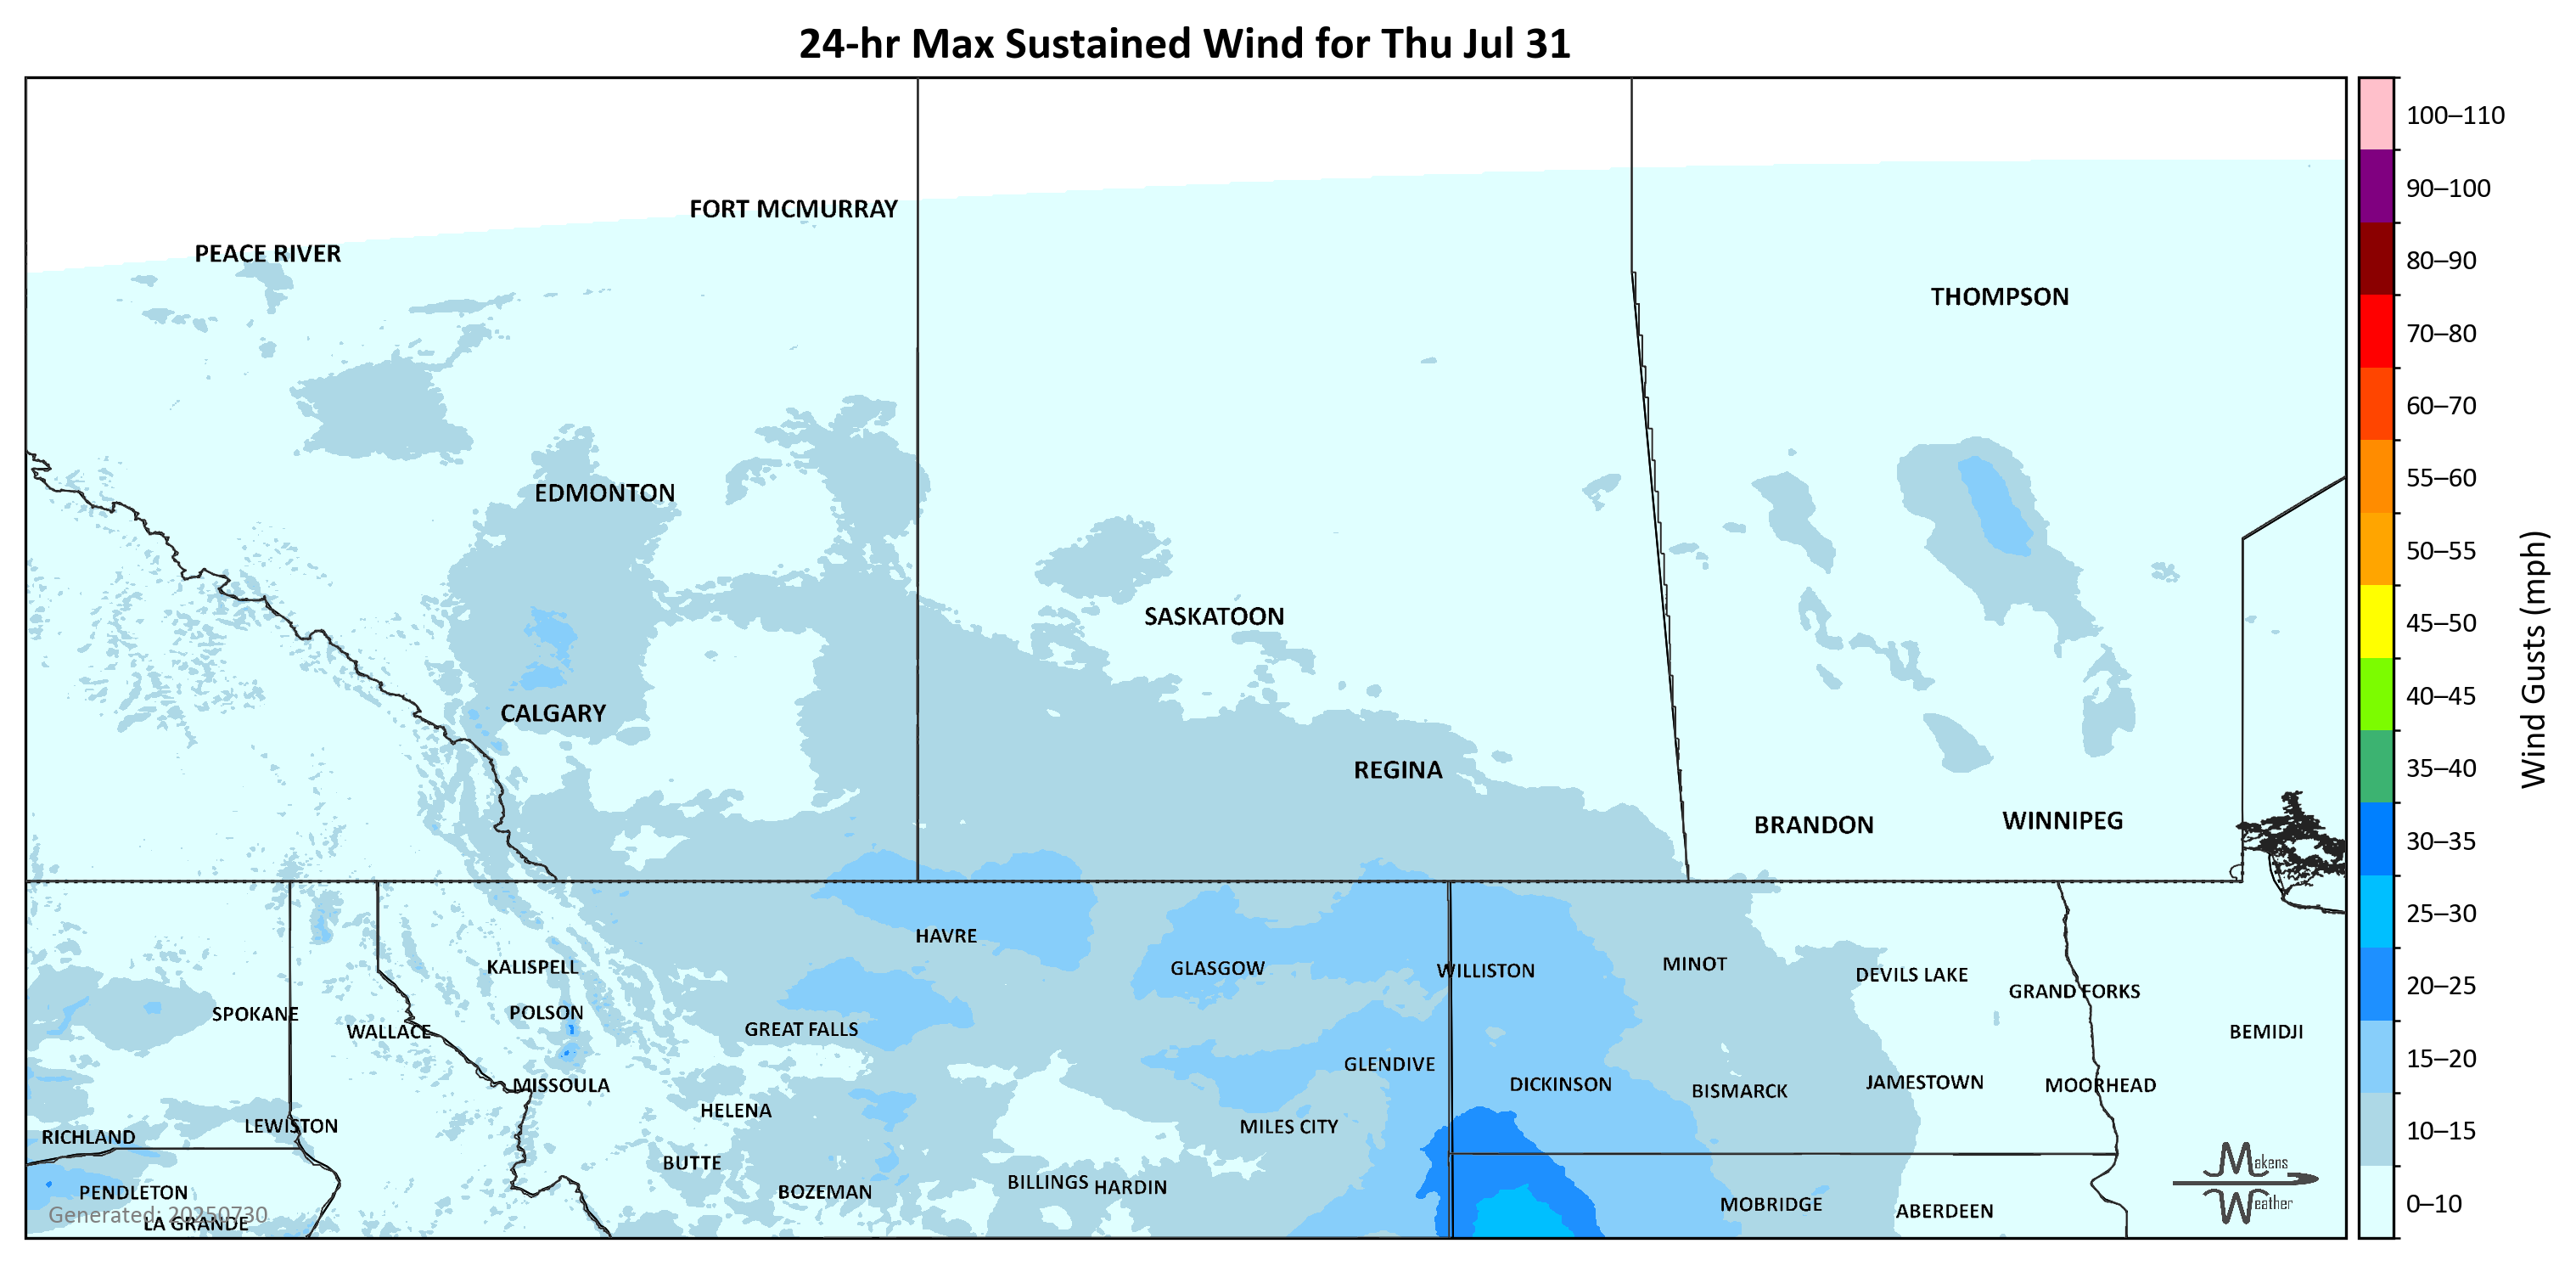 24-hr Max Sustained Wind for Thu Jul 31
100–110
90–100
FORT MCMURRAY
PEACE RIVER
80–90
THOMPSON
70–80
60–70
55–60
EDMONTON
50–55
SASKATOON
45–50
Wind Gusts (mph)
40–45
CALGARY
REGINA
35–40
BRANDON
WINNIPEG
30–35
25–30
HAVRE
KALISPELL
GLASGOW
WILLISTON
MINOT
DEVILS LAKE
20–25
GRAND FORKS
POLSON
SPOKANE
WALLACE
GREAT FALLS
BEMIDJI
15–20
GLENDIVE
MISSOULA
DICKINSON
BISMARCK
JAMESTOWN
MOORHEAD
HELENA
LEWISTON
MILES CITY
10–15
RICHLAND
BUTTE
Makens
BILLINGS
HARDIN
PENDLETON
BOZEMAN
MOBRIDGE
ABERDEEN
Weather
0–10
Generated: 20250730
LA GRANDE